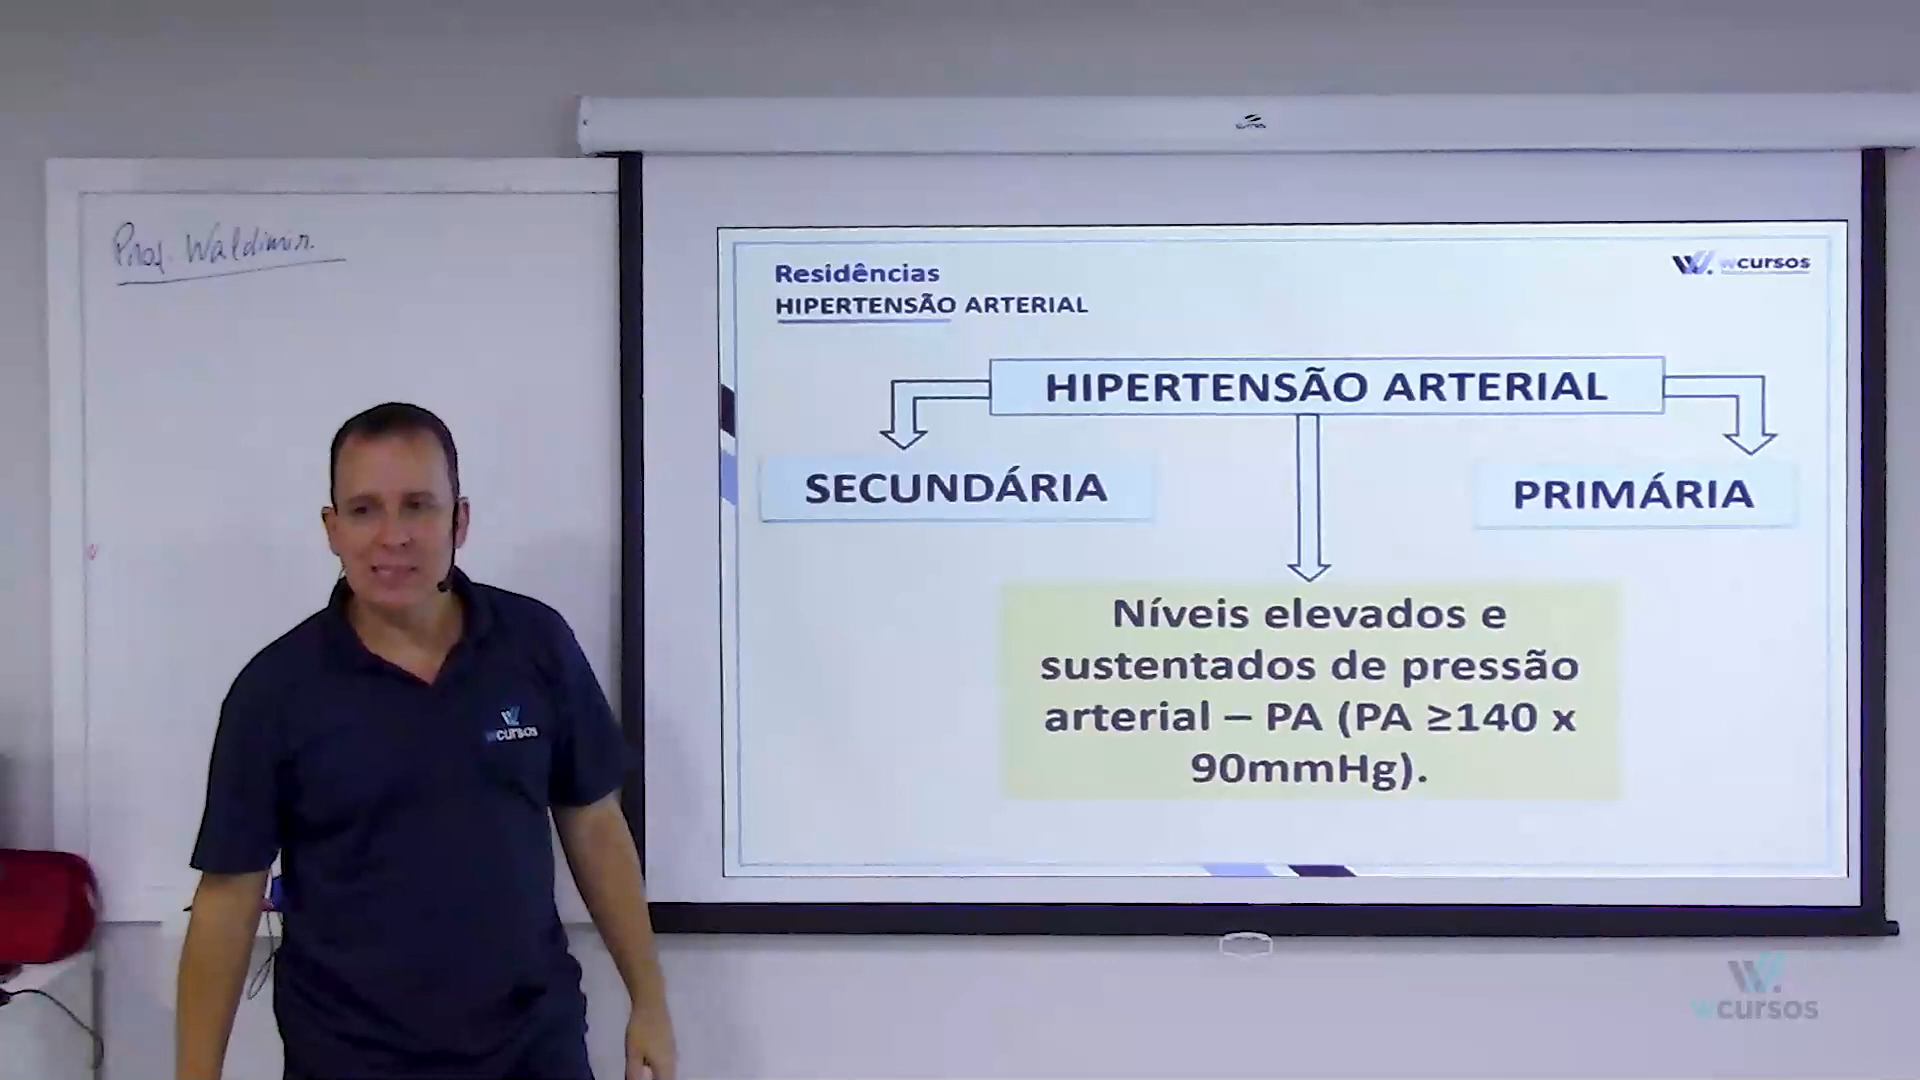 Prof. Waldimir.
Residências
HIPERTENSÃO ARTERIAL
wcursos
HIPERTENSÃO ARTERIAL
SECUNDÁRIA
PRIMÁRIA
Níveis elevados e
sustentados de pressão
arterial – PA (PA ≥140 x
90mmHg).
wcursos
wcursos